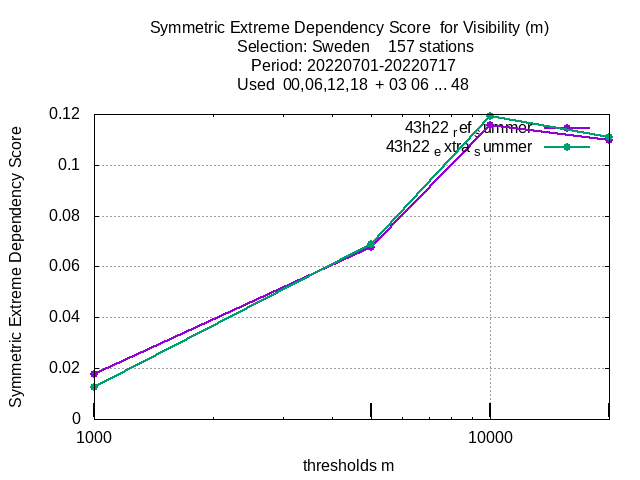 Symmetric Extreme Dependency Score for Visibility (m)
Selection: Sweden 157 stations
Period: 20220701-20220717
Used 00,06,12,18 + 03 06 ... 48
43h22 ref summer
43h22 extra summer
0.12
0.1
0.08
0.06
0.04
0.02
0
Symmetric Extreme Dependency Score
1000 10000
thresholds m